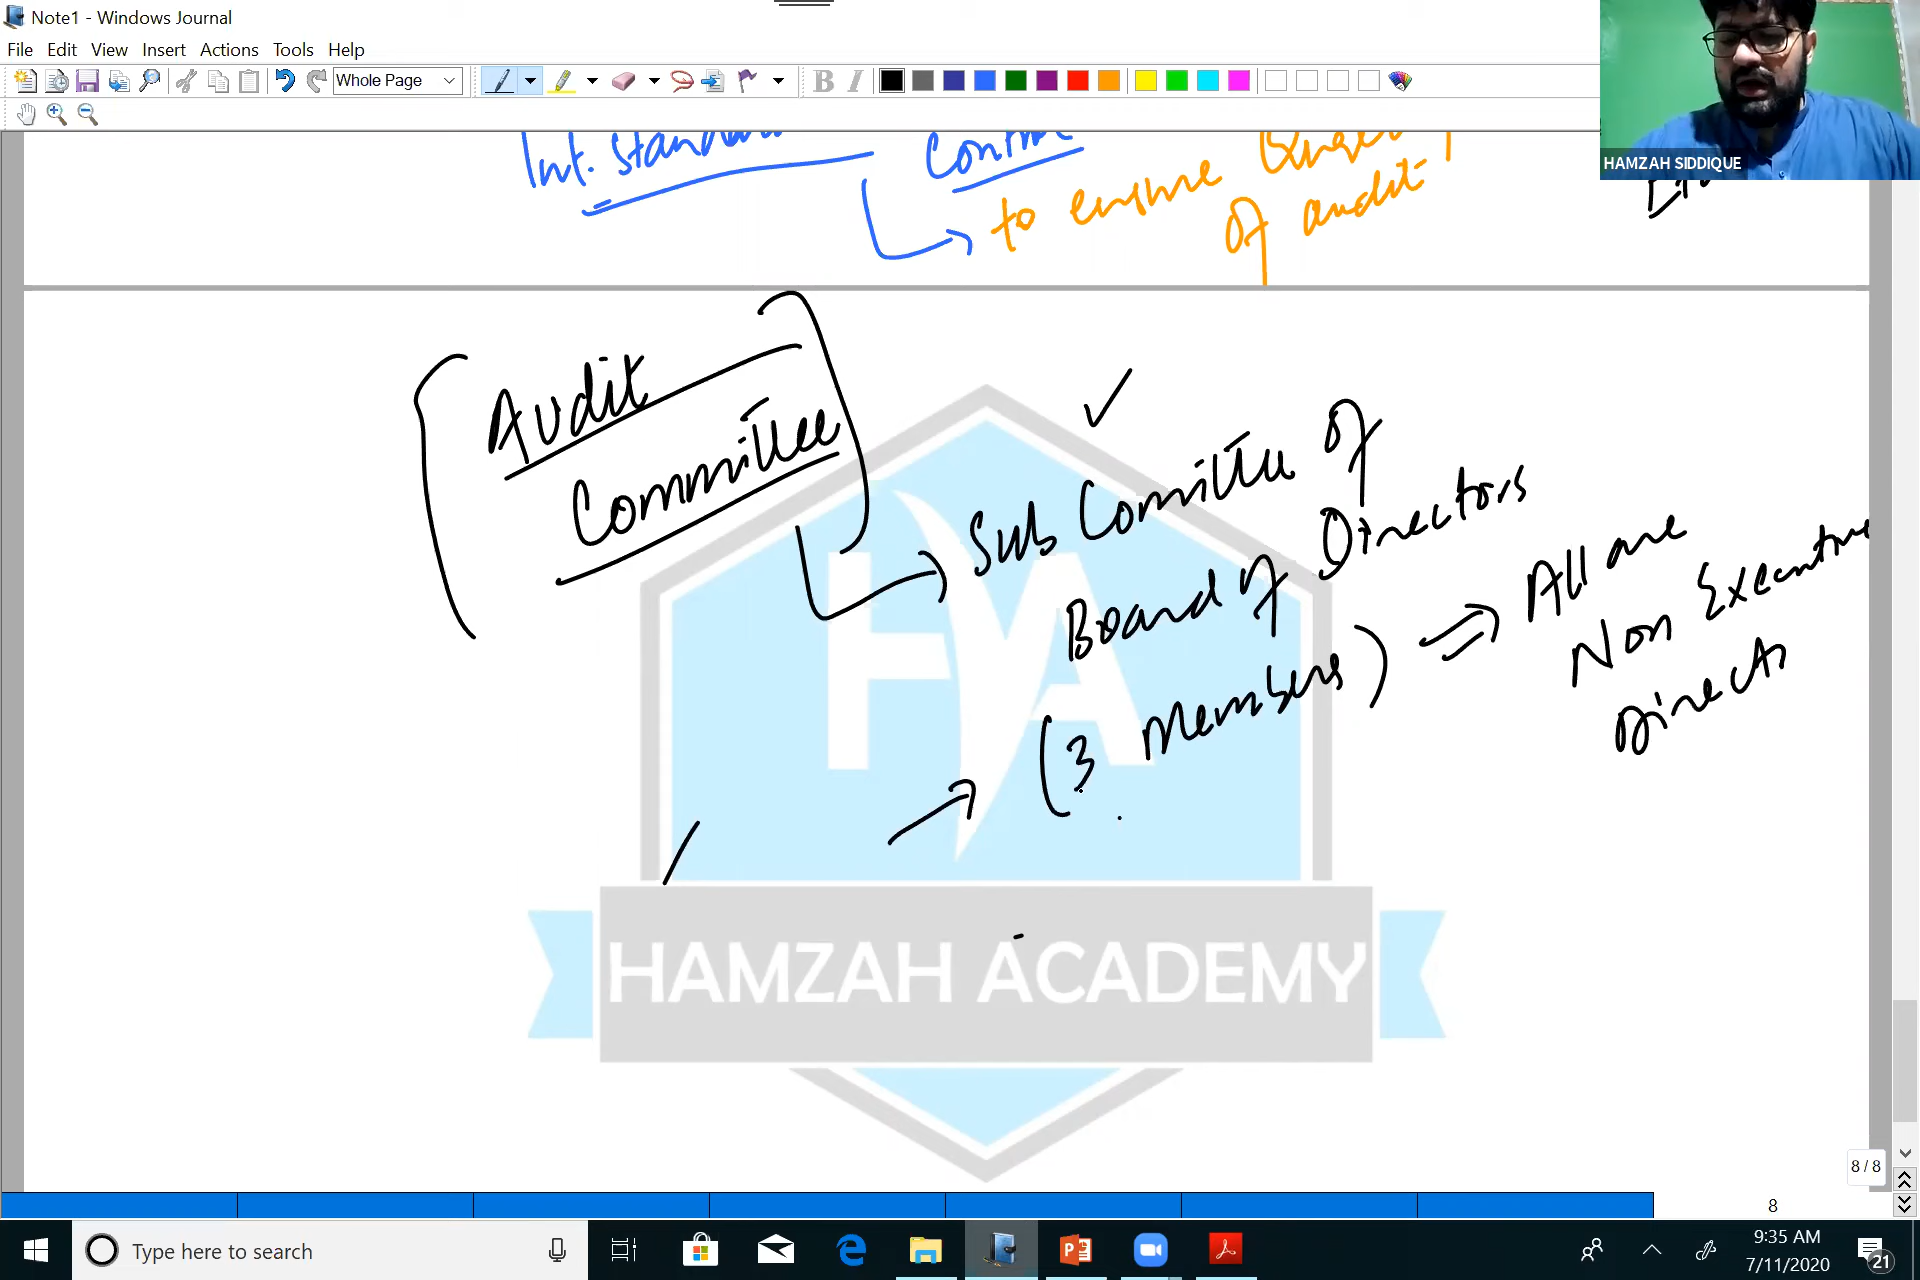 Note1 - Windows Journal
File Edit View Insert Actions Tools Help
Whole Page
HAMZAH SIDDIQUE
Int. Standard
Control
to ensure
of audit
Audit
Committee
Sub Comittee of
Board of Directors
(3 Members)
All are
Non Executive
Director
HAMZAH ACADEMY
8 / 8
8
Type here to search
9:35 AM
7/11/2020
21